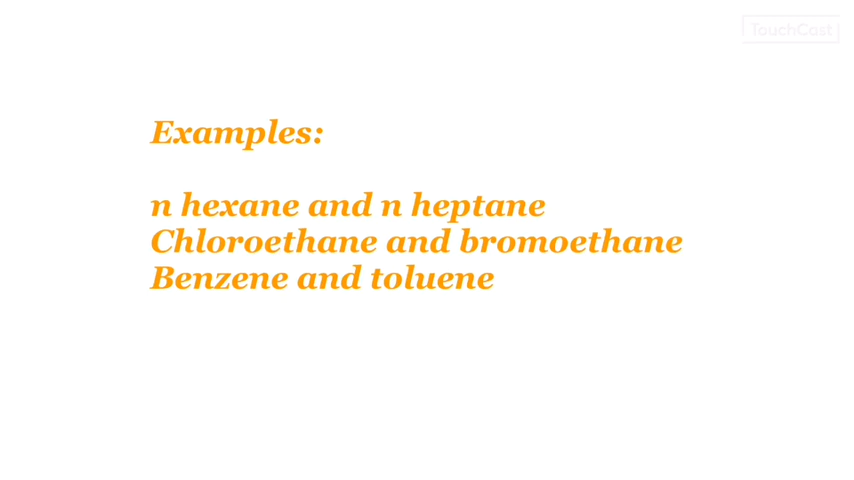 TouchCast
Examples:
n hexane and n heptane
Chloroethane and bromoethane
Benzene and toluene